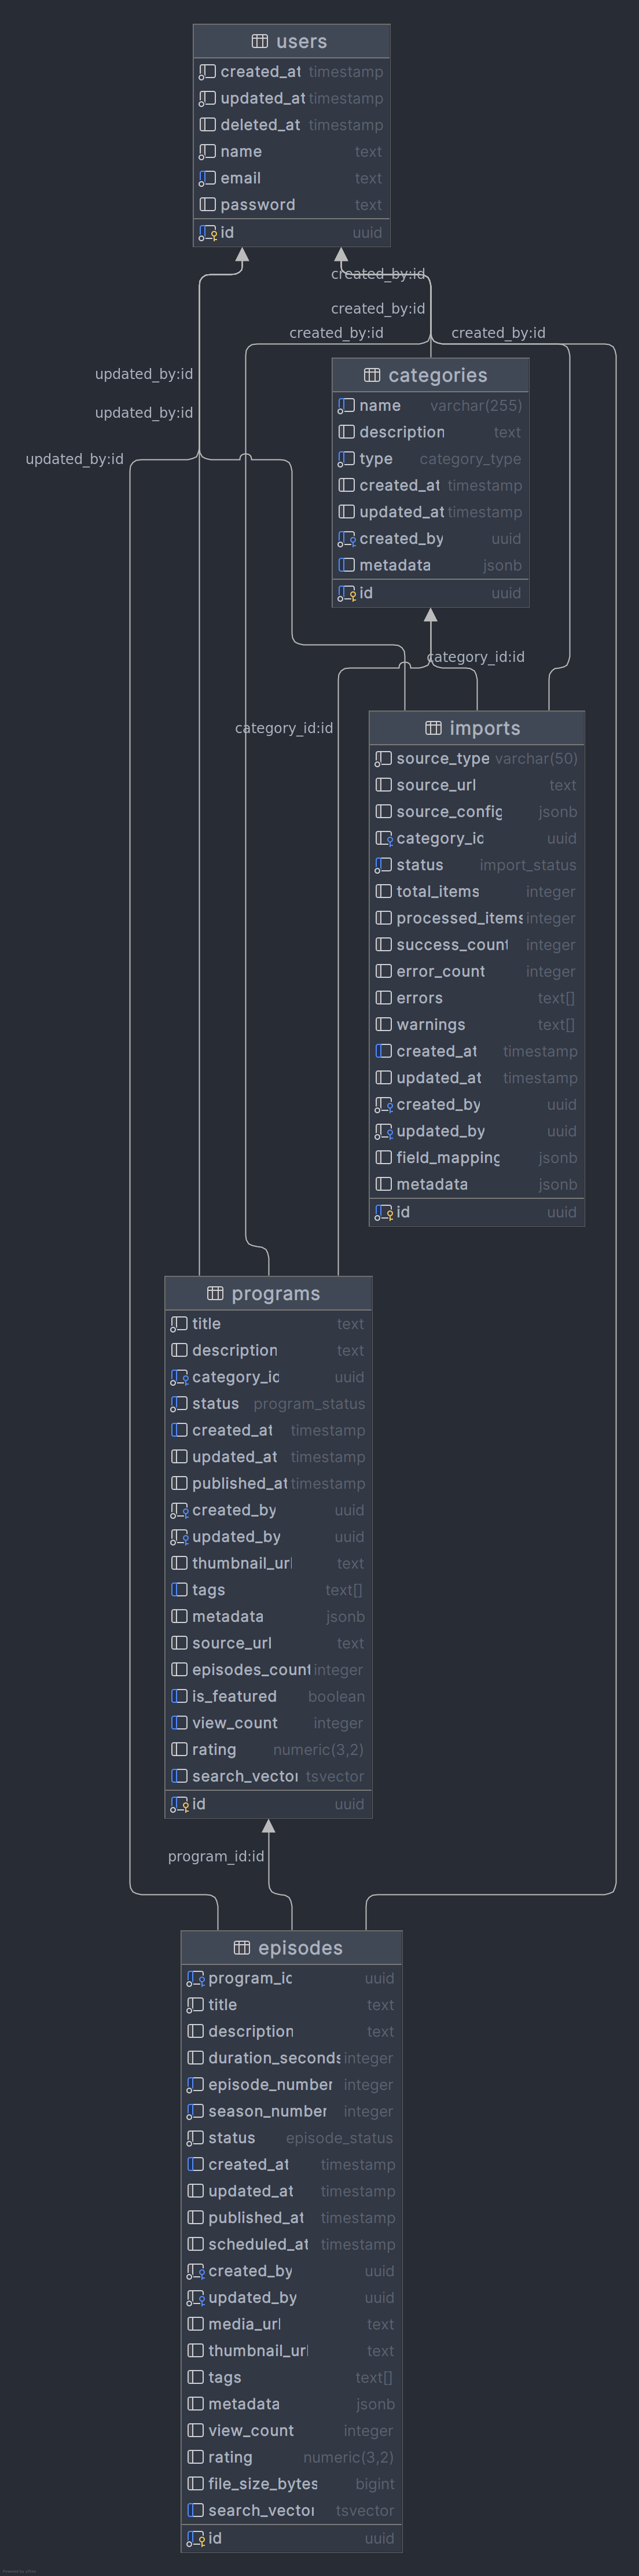 users
created_at timestamp
updated_at timestamp
deleted_at timestamp
name text
email text
password text
id uuid
created_by:id
created_by:id
created_by:id created_by:id
updated_by:id
updated_by:id
updated_by:id
categories
name varchar(255)
description text
type category_type
created_at timestamp
updated_at timestamp
created_by uuid
metadata jsonb
id uuid
category_id:id
category_id:id
imports
source_type varchar(50)
source_url text
source_config jsonb
category_id uuid
status import_status
total_items integer
processed_items integer
success_count integer
error_count integer
errors text[]
warnings text[]
created_at timestamp
updated_at timestamp
created_by uuid
updated_by uuid
field_mapping jsonb
metadata jsonb
id uuid
programs
title text
description text
category_id uuid
status program_status
created_at timestamp
updated_at timestamp
published_at timestamp
created_by uuid
updated_by uuid
thumbnail_url text
tags text[]
metadata jsonb
source_url text
episodes_count integer
is_featured boolean
view_count integer
rating numeric(3,2)
search_vector tsvector
id uuid
program_id:id
episodes
program_id uuid
title text
description text
duration_seconds integer
episode_number integer
season_number integer
status episode_status
created_at timestamp
updated_at timestamp
published_at timestamp
scheduled_at timestamp
created_by uuid
updated_by uuid
media_url text
thumbnail_url text
tags text[]
metadata jsonb
view_count integer
rating numeric(3,2)
file_size_bytes bigint
search_vector tsvector
id uuid